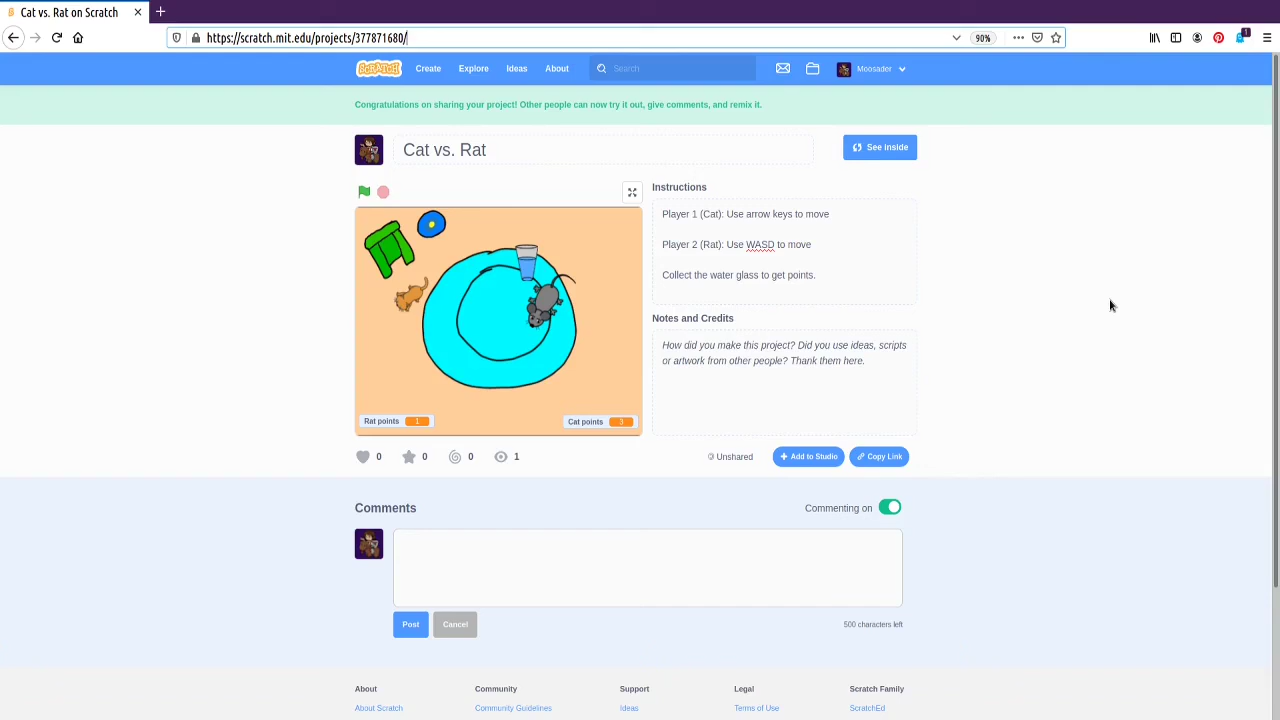 Cat vs. Rat on Scratch
https://scratch.mit.edu/projects/377871680/
90%
1
SCRATCH
Create
Explore
Ideas
About
Search
Moosader
Congratulations on sharing your project! Other people can now try it out, give comments, and remix it.
Cat vs. Rat
See inside
Instructions
Player 1 (Cat): Use arrow keys to move
Player 2 (Rat): Use WASD to move
Collect the water glass to get points.
Rat points 1
Cat points 3
Notes and Credits
How did you make this project? Did you use ideas, scripts
or artwork from other people? Thank them here.
0
0
0
1
Unshared
Add to Studio
Copy Link
Comments
Commenting on
Post
Cancel
500 characters left
About
Community
Support
Legal
Scratch Family
About Scratch
Community Guidelines
Ideas
Terms of Use
ScratchEd